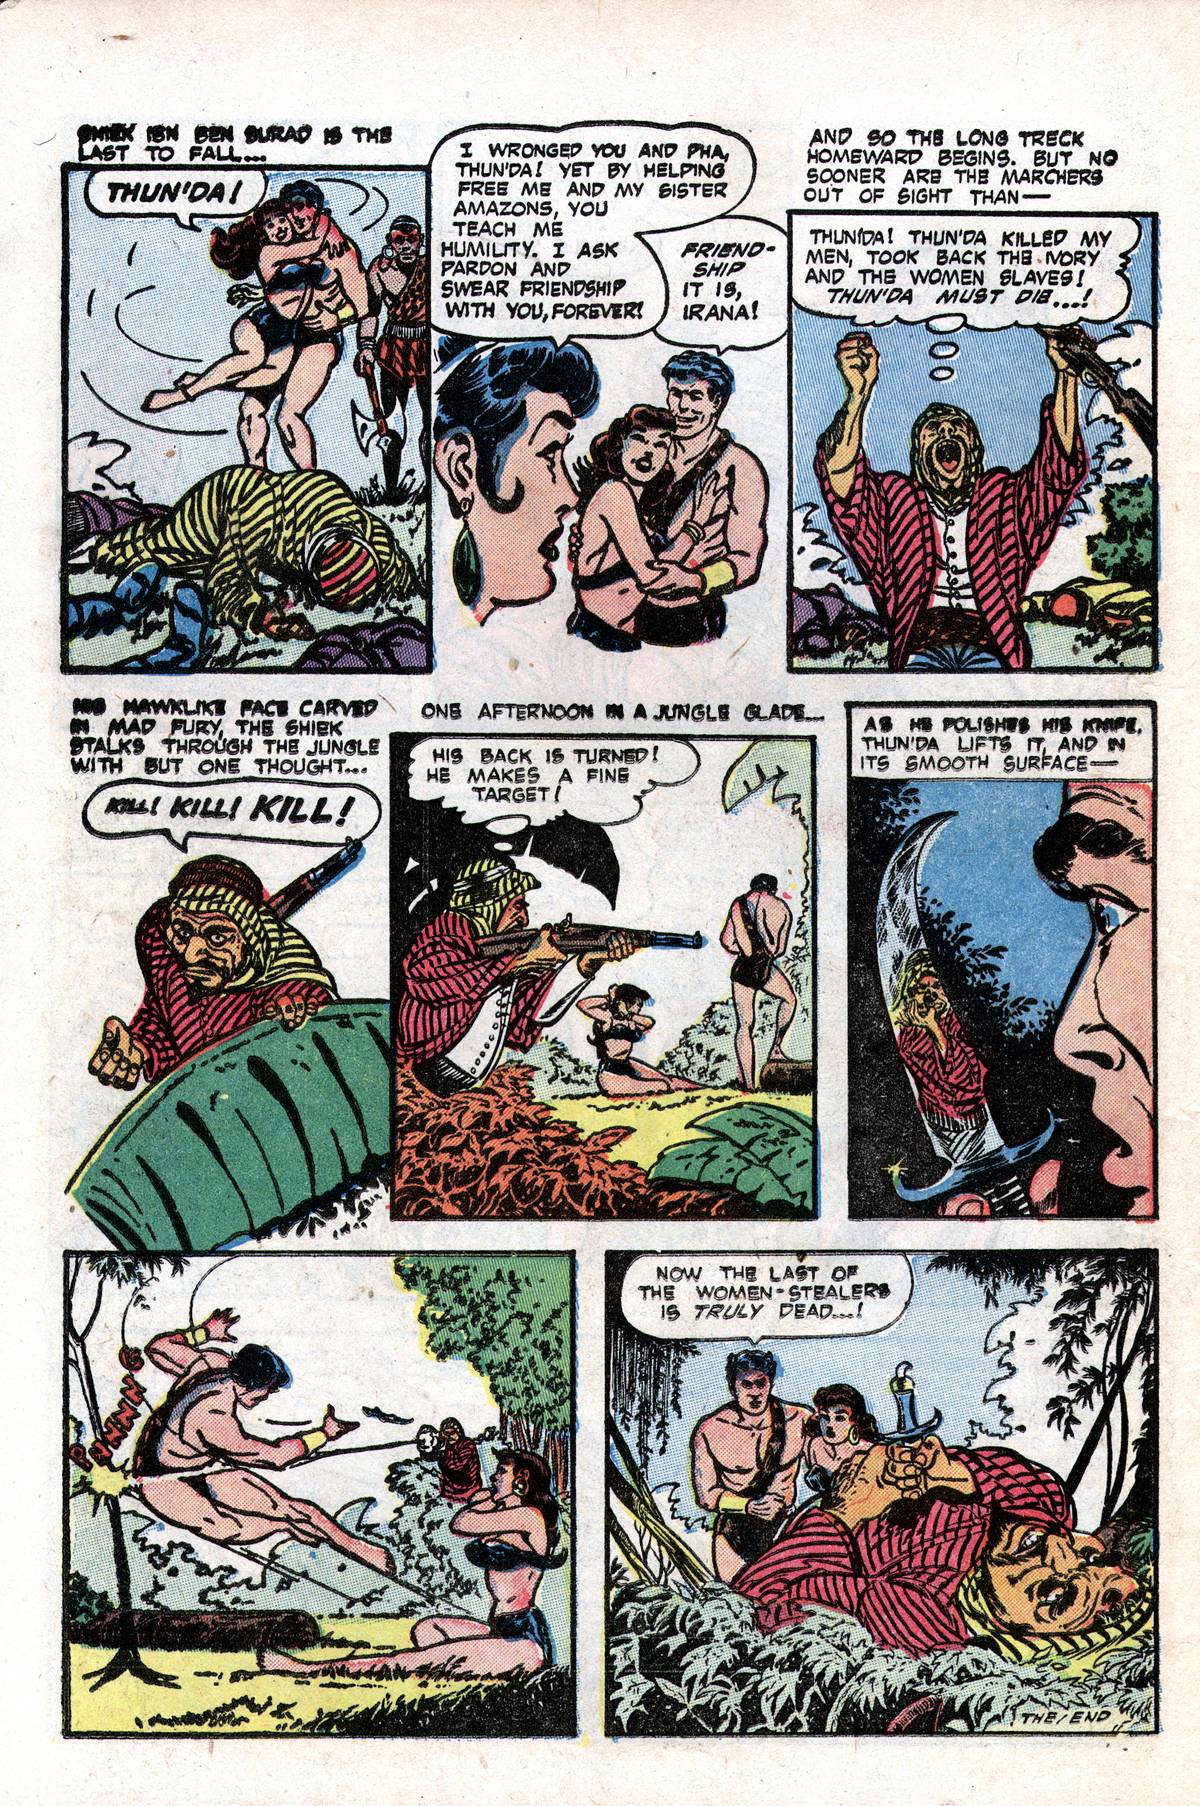 SHIEK IBN BEN SURAD IS THE
LAST TO FALL...
THUN'DA!
I WRONGED YOU AND PHA,
THUN'DA! YET BY HELPING
FREE ME AND MY SISTER
AMAZONS, YOU
TEACH ME
HUMILITY. I ASK
PARDON AND
SWEAR FRIENDSHIP
WITH YOU, FOREVER!
FRIEND-
SHIP
IT IS,
IRANA!
AND SO THE LONG TRECK
HOMEWARD BEGINS. BUT NO
SOONER ARE THE MARCHERS
OUT OF SIGHT THAN—
THUN'DA! THUN'DA KILLED MY
MEN, TOOK BACK THE IVORY
AND THE WOMEN SLAVES!
THUN'DA MUST DIE...!
HIS HAWKLIKE FACE CARVED
IN MAD FURY, THE SHIEK
STALKS THROUGH THE JUNGLE
WITH BUT ONE THOUGHT...
KILL! KILL! KILL!
ONE AFTERNOON IN A JUNGLE GLADE...
HIS BACK IS TURNED!
HE MAKES A FINE
TARGET!
AS HE POLISHES HIS KNIFE,
THUN'DA LIFTS IT, AND IN
ITS SMOOTH SURFACE—
PINNNG
NOW THE LAST OF
THE WOMEN-STEALERS
IS TRULY DEAD...!
THE END